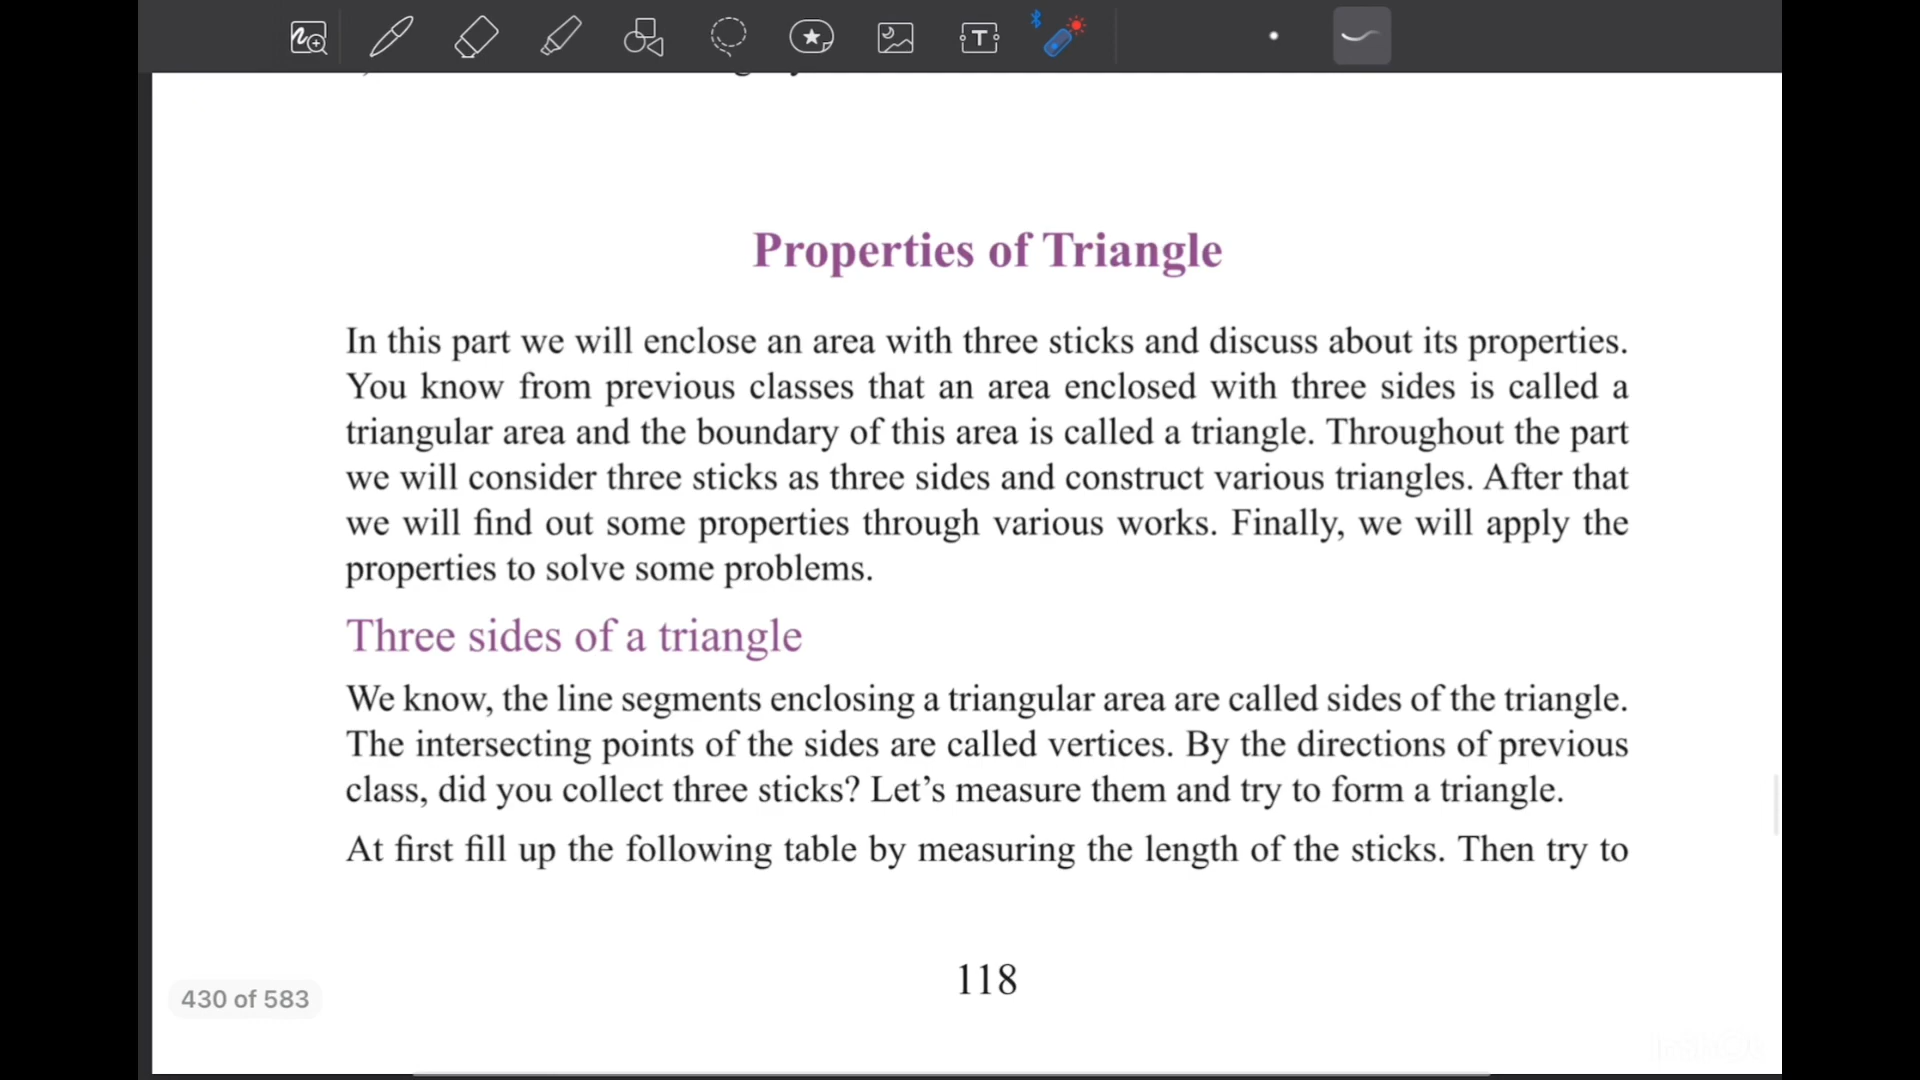 Properties of Triangle
In this part we will enclose an area with three sticks and discuss about its properties.
You know from previous classes that an area enclosed with three sides is called a
triangular area and the boundary of this area is called a triangle. Throughout the part
we will consider three sticks as three sides and construct various triangles. After that
we will find out some properties through various works. Finally, we will apply the
properties to solve some problems.
Three sides of a triangle
We know, the line segments enclosing a triangular area are called sides of the triangle.
The intersecting points of the sides are called vertices. By the directions of previous
class, did you collect three sticks? Let’s measure them and try to form a triangle.
At first fill up the following table by measuring the length of the sticks. Then try to
118
430 of 583